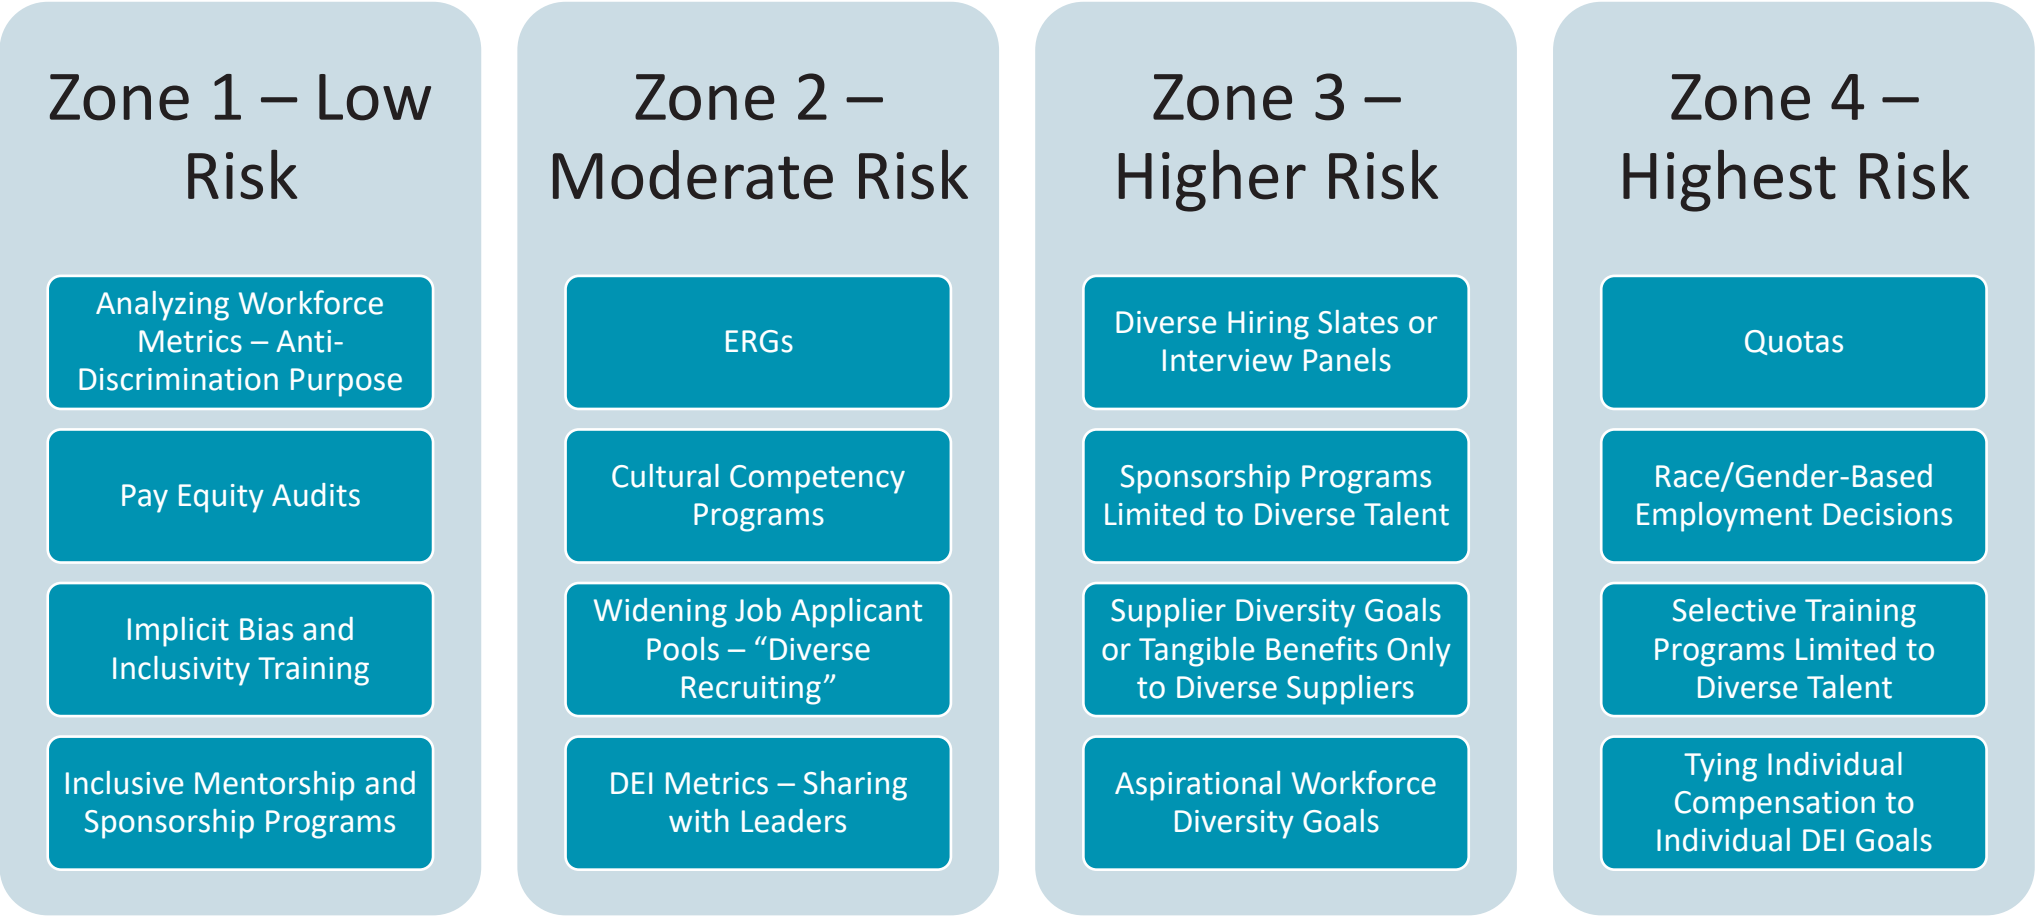 Zone 1 – Low
Risk
Analyzing Workforce
Metrics – Anti-
Discrimination Purpose
Pay Equity Audits
Implicit Bias and
Inclusivity Training
Inclusive Mentorship and
Sponsorship Programs
Zone 2 –
Moderate Risk
ERGs
Cultural Competency
Programs
Widening Job Applicant
Pools – “Diverse
Recruiting”
DEI Metrics – Sharing
with Leaders
Zone 3 –
Higher Risk
Diverse Hiring Slates or
Interview Panels
Sponsorship Programs
Limited to Diverse Talent
Supplier Diversity Goals
or Tangible Benefits Only
to Diverse Suppliers
Aspirational Workforce
Diversity Goals
Zone 4 –
Highest Risk
Quotas
Race/Gender-Based
Employment Decisions
Selective Training
Programs Limited to
Diverse Talent
Tying Individual
Compensation to
Individual DEI Goals